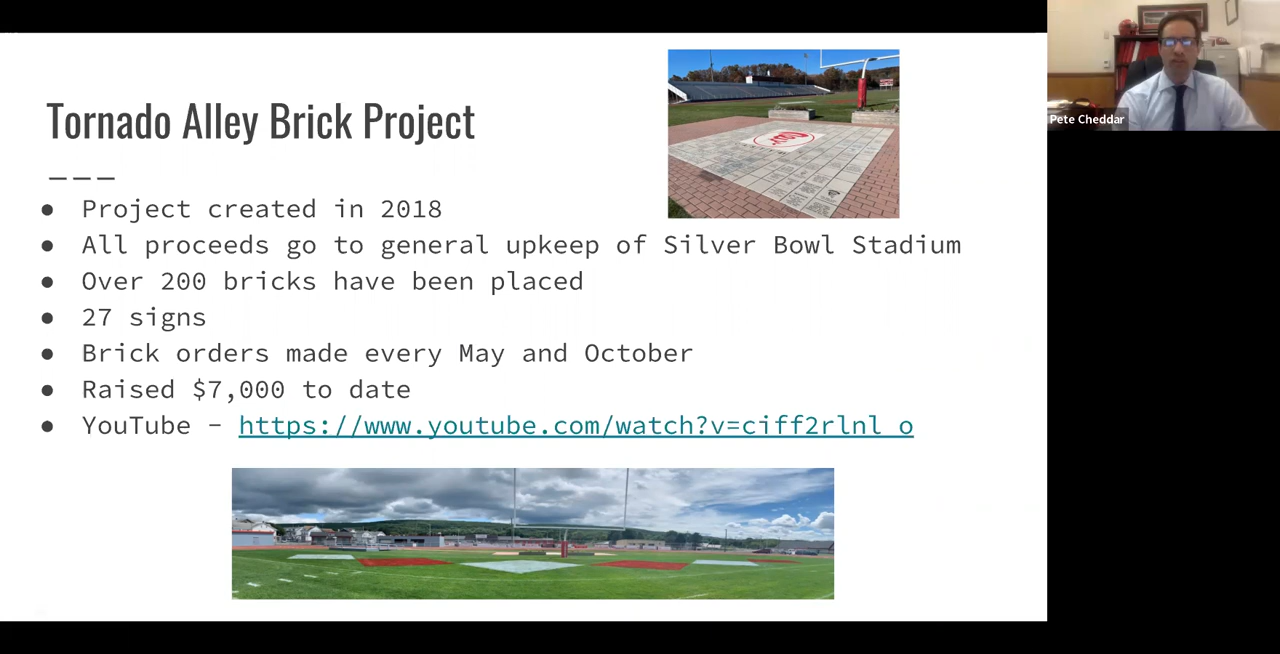 Tornado Alley Brick Project
Project created in 2018
All proceeds go to general upkeep of Silver Bowl Stadium
Over 200 bricks have been placed
27 signs
Brick orders made every May and October
Raised $7,000 to date
YouTube - https://www.youtube.com/watch?v=ciff2rlnl_o
Pete Cheddar